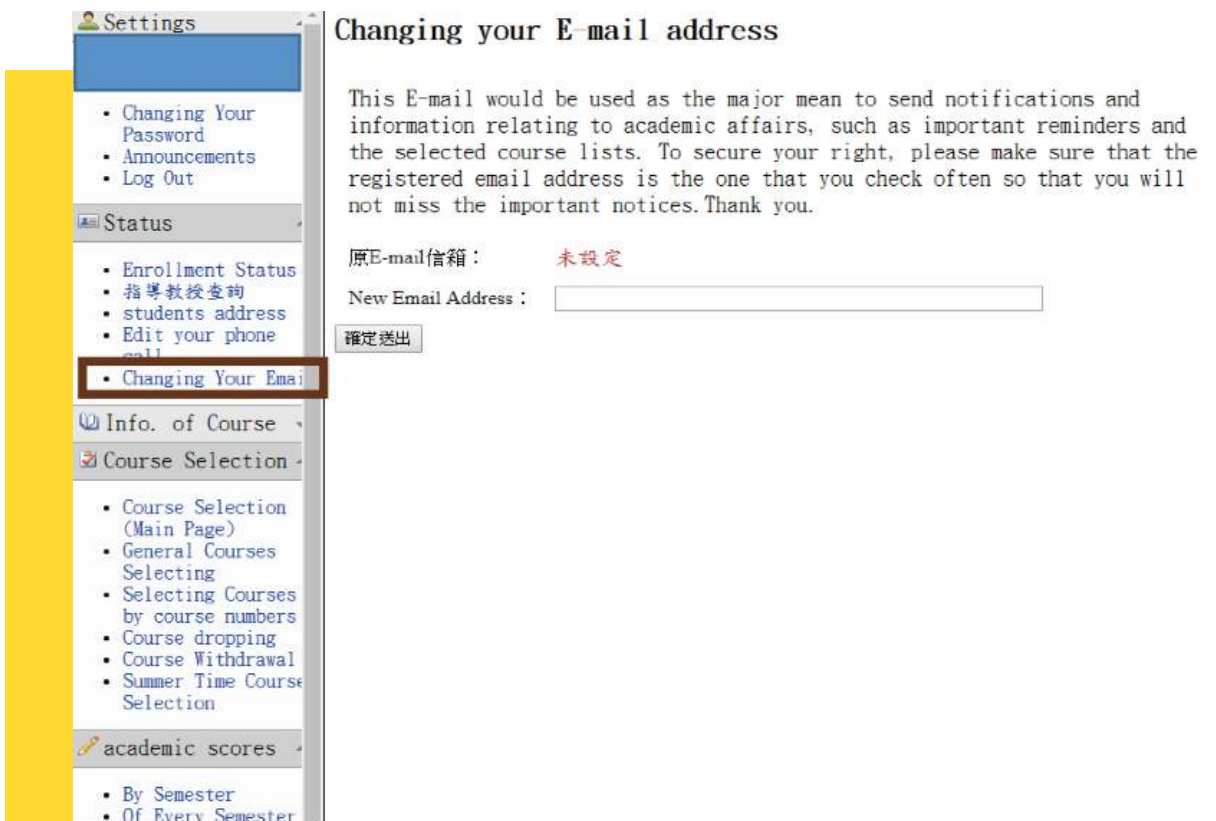 Settings
Changing Your
Password
Announcements
Log Out
Status
Enrollment Status
指導教授查詢
students address
Edit your phone
call
Changing Your Emai
Info. of Course
Course Selection
Course Selection
(Main Page)
General Courses
Selecting
Selecting Courses
by course numbers
Course dropping
Course Withdrawal
Summer Time Course
Selection
academic scores
By Semester
Of Every Semester
Changing your E-mail address
This E-mail would be used as the major mean to send notifications and
information relating to academic affairs, such as important reminders and
the selected course lists. To secure your right, please make sure that the
registered email address is the one that you check often so that you will
not miss the important notices.Thank you.
原E-mail信箱： 未設定
New Email Address：
確定送出